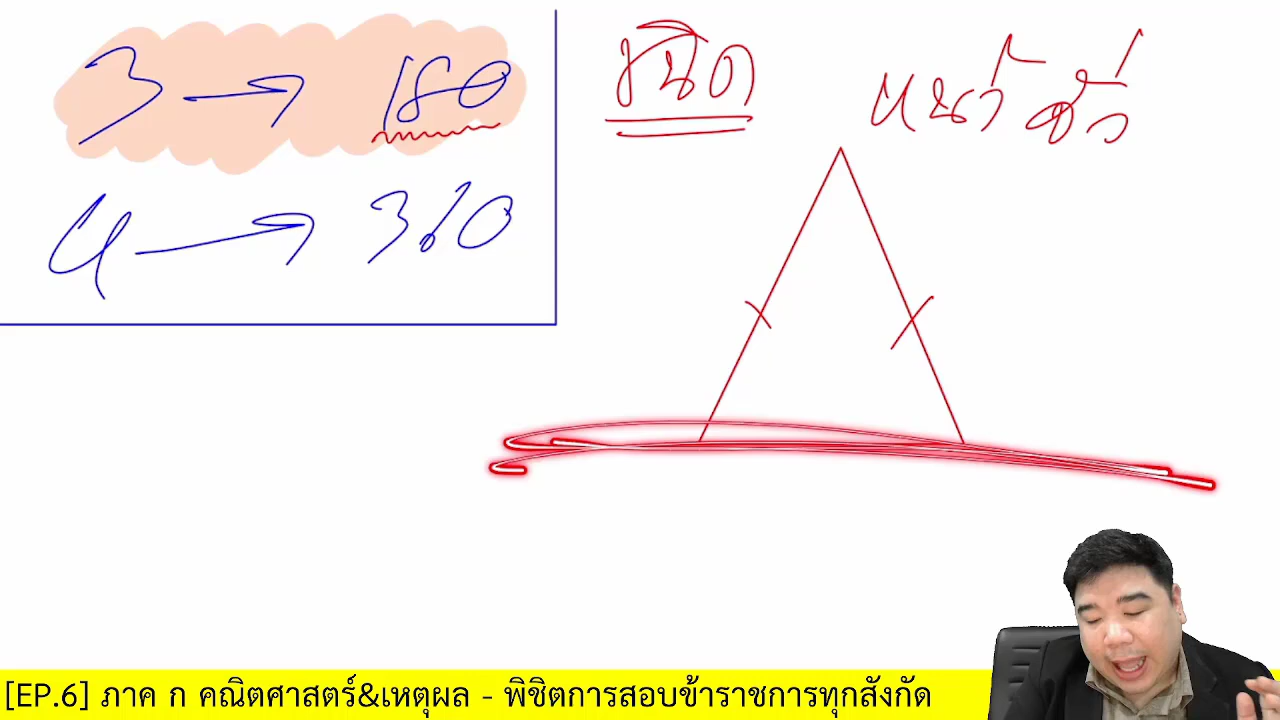 3 → 180
4 → 360
ชนิด
หน้าจั่ว
[EP.6] ภาค ก คณิตศาสตร์&เหตุผล - พิชิตการสอบข้าราชการทุกสังกัด